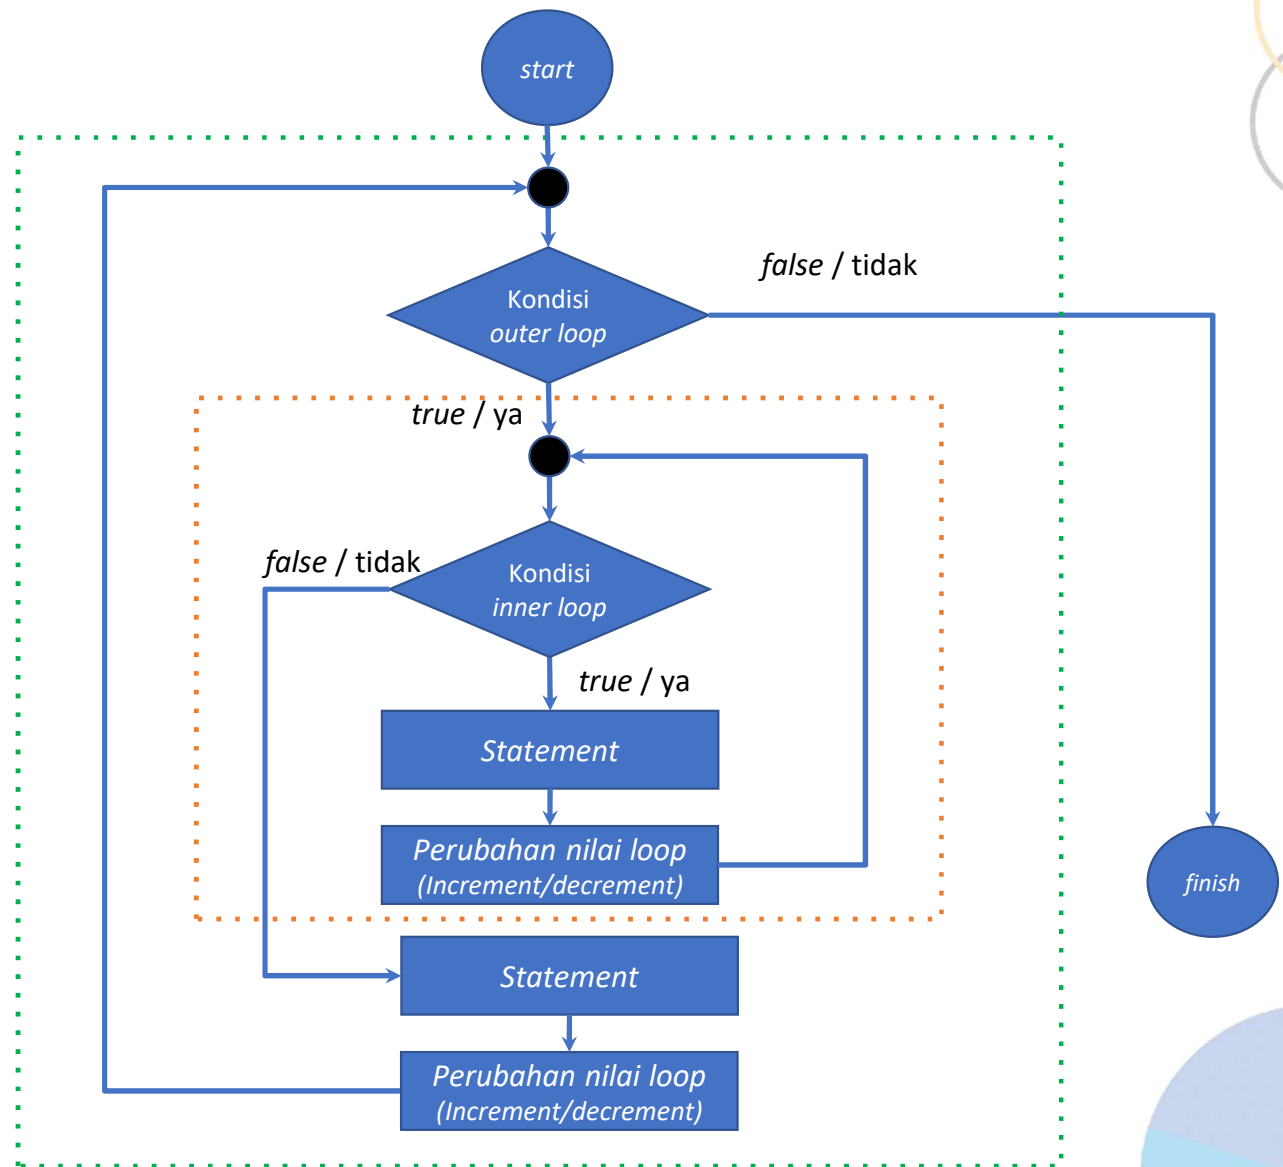 start
false / tidak
Kondisi
outer loop
true / ya
false / tidak
Kondisi
inner loop
true / ya
Statement
Perubahan nilai loop
(Increment/decrement)
finish
Statement
Perubahan nilai loop
(Increment/decrement)